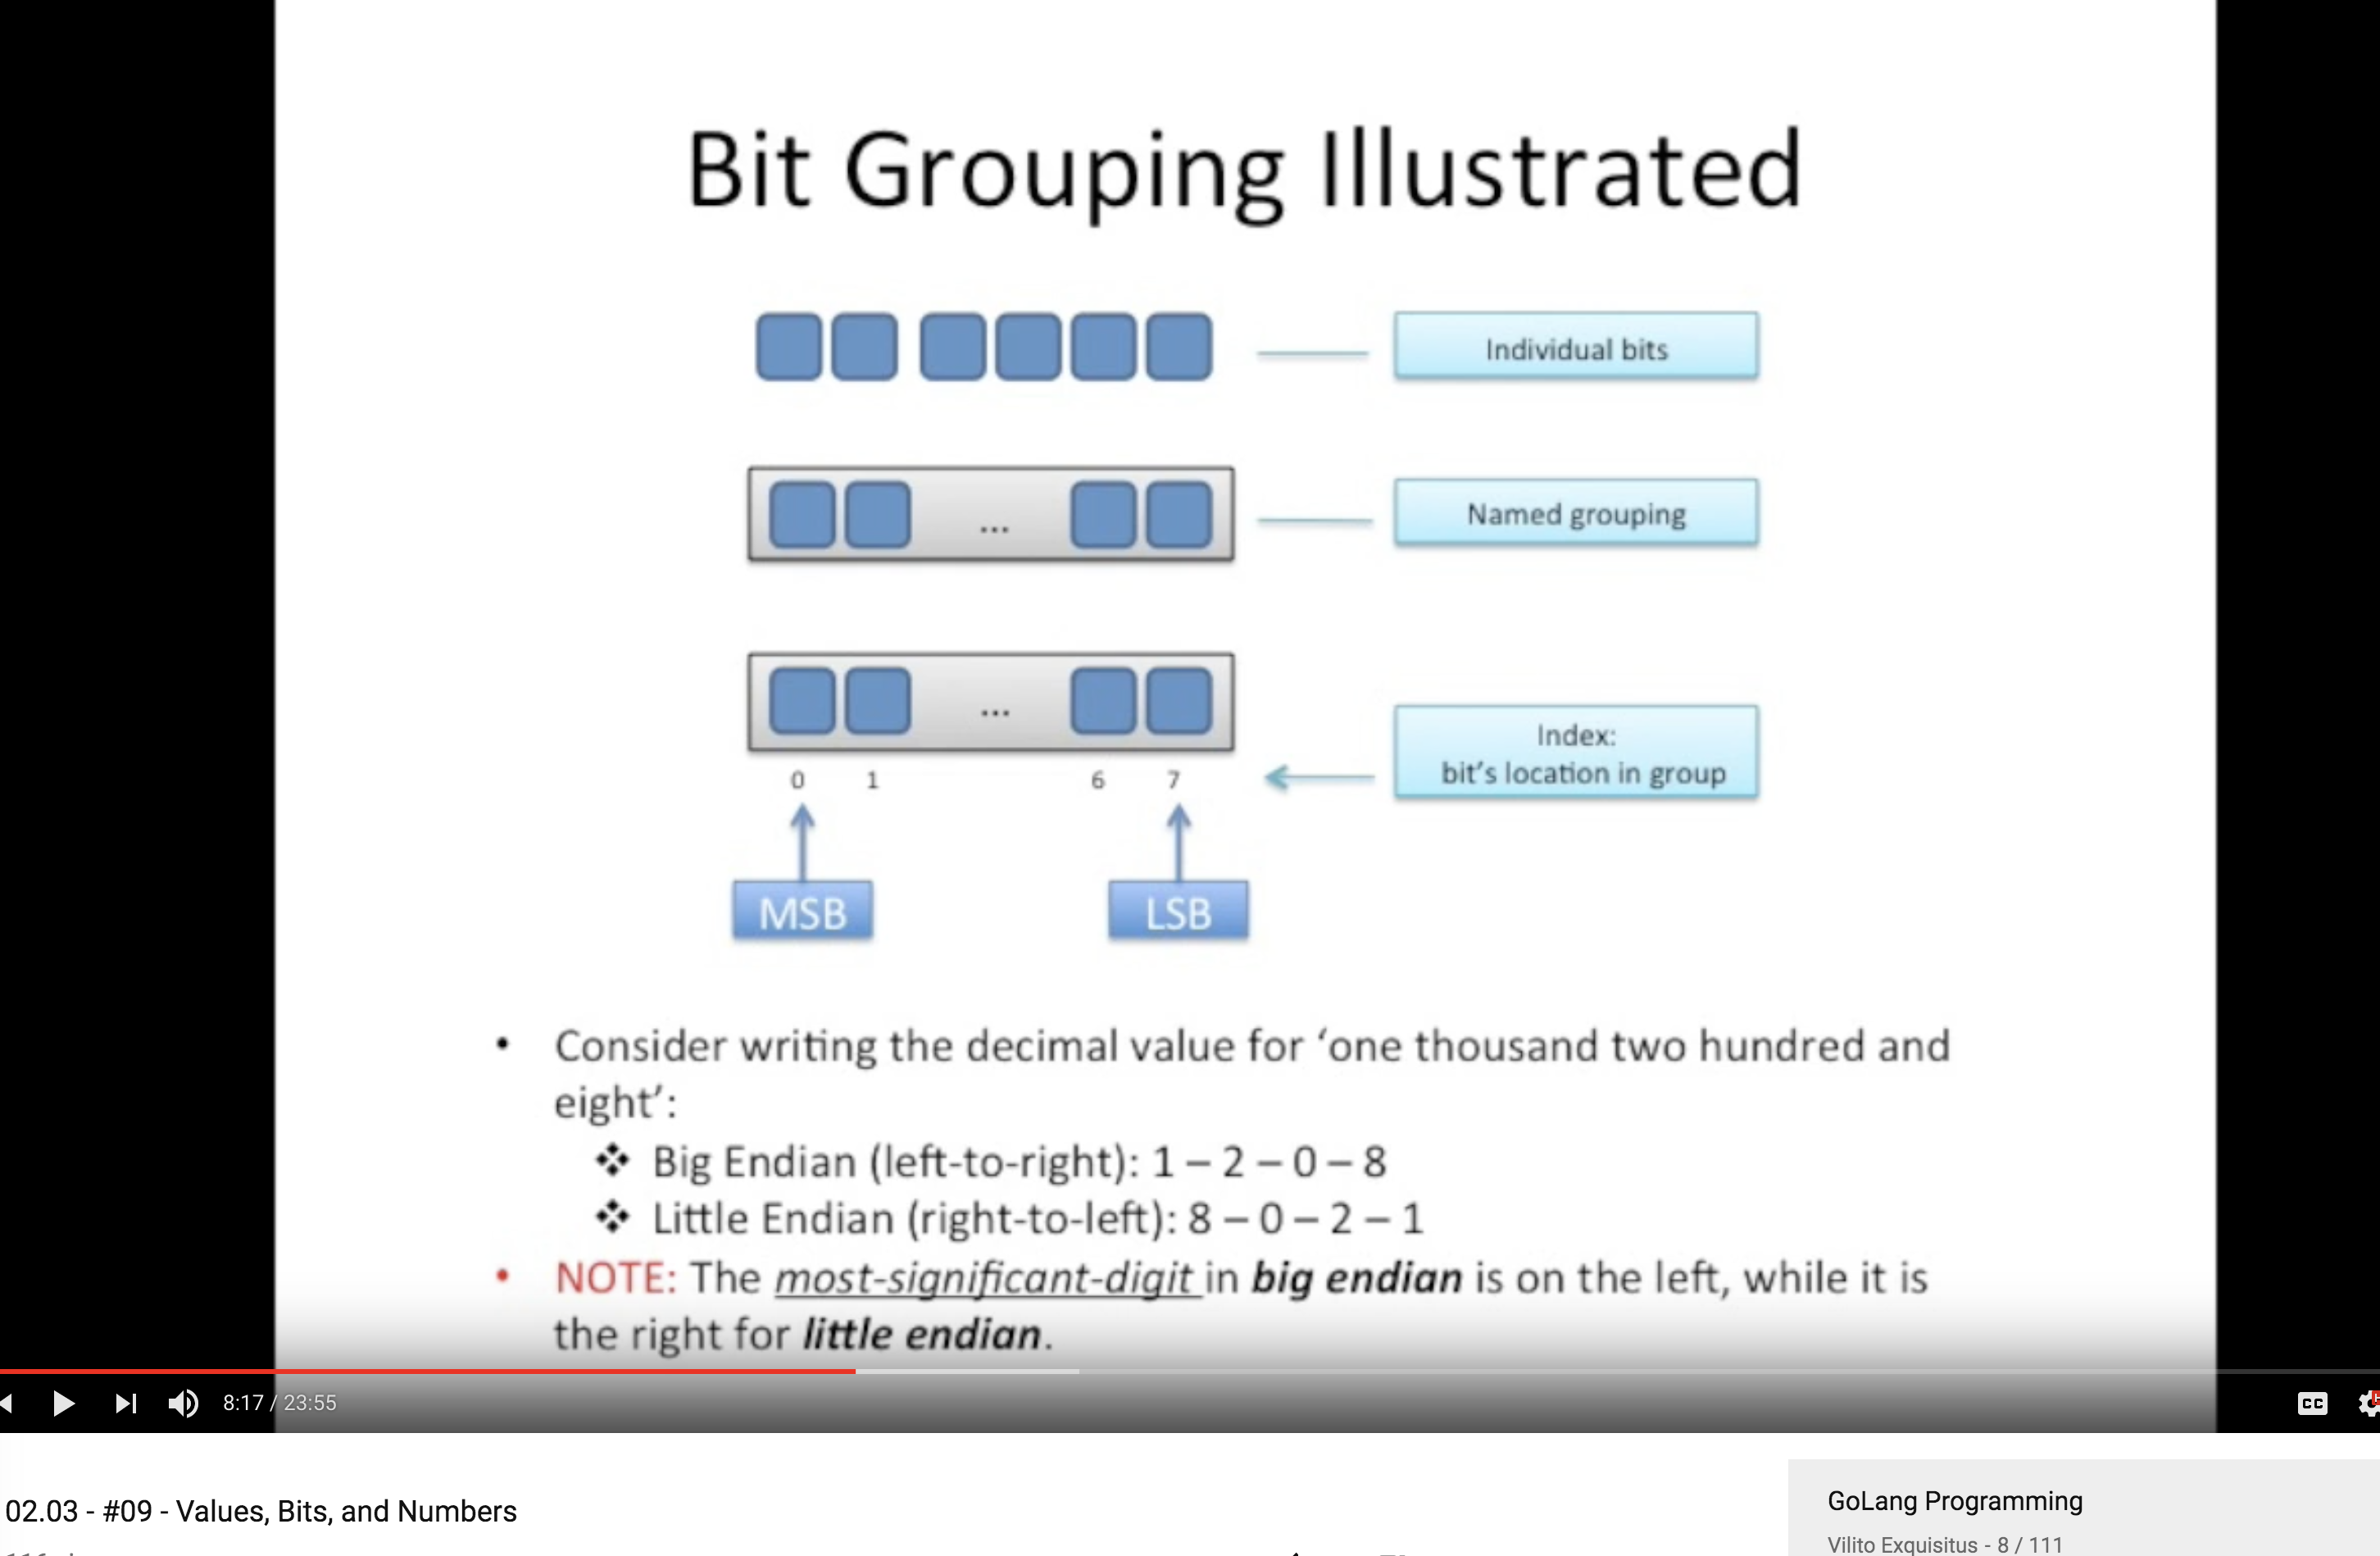 Bit Grouping Illustrated
Individual bits
...
Named grouping
...
Index:
bit's location in group
0 1 6 7
MSB LSB
• Consider writing the decimal value for ‘one thousand two hundred and
eight’:
❖ Big Endian (left-to-right): 1 – 2 – 0 – 8
❖ Little Endian (right-to-left): 8 – 0 – 2 – 1
• NOTE: The most-significant-digit in big endian is on the left, while it is
the right for little endian.
8:17 / 23:55
CC
02.03 - #09 - Values, Bits, and Numbers
GoLang Programming
Vilito Exquisitus - 8 / 111